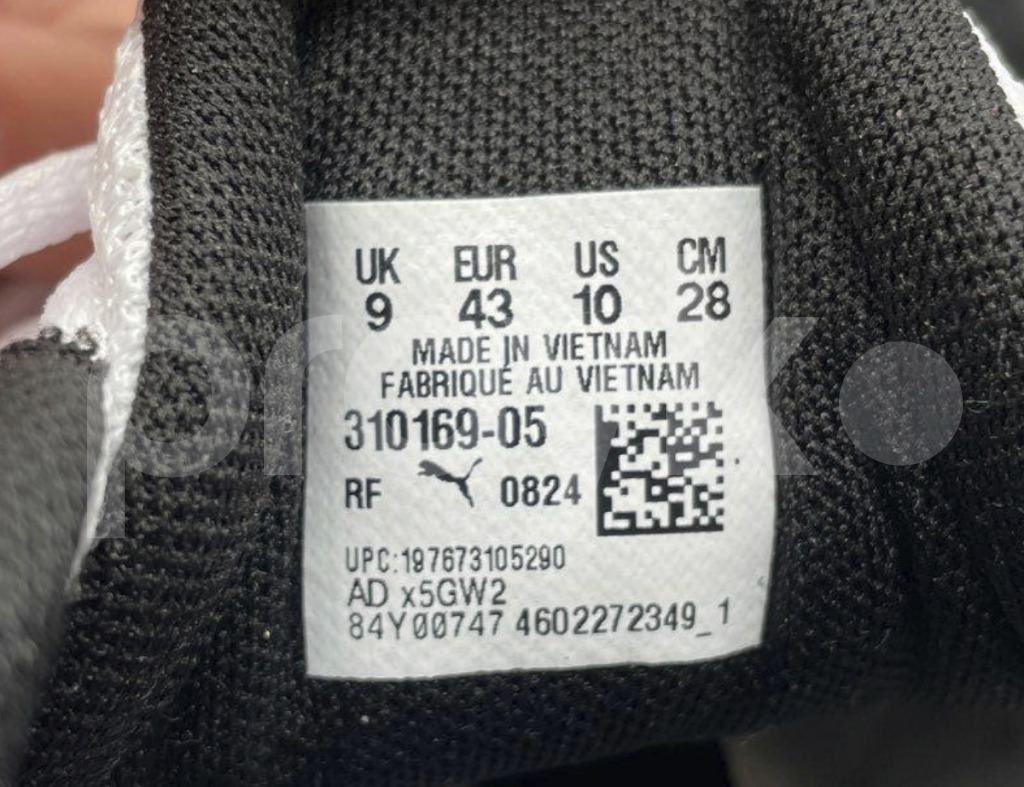 UK EUR US CM
9 43 10 28
MADE IN VIETNAM
FABRIQUÉ AU VIETNAM
310169-05
RF 0824
UPC:197673105290
AD x5GW2
84Y00747 4602272349_1